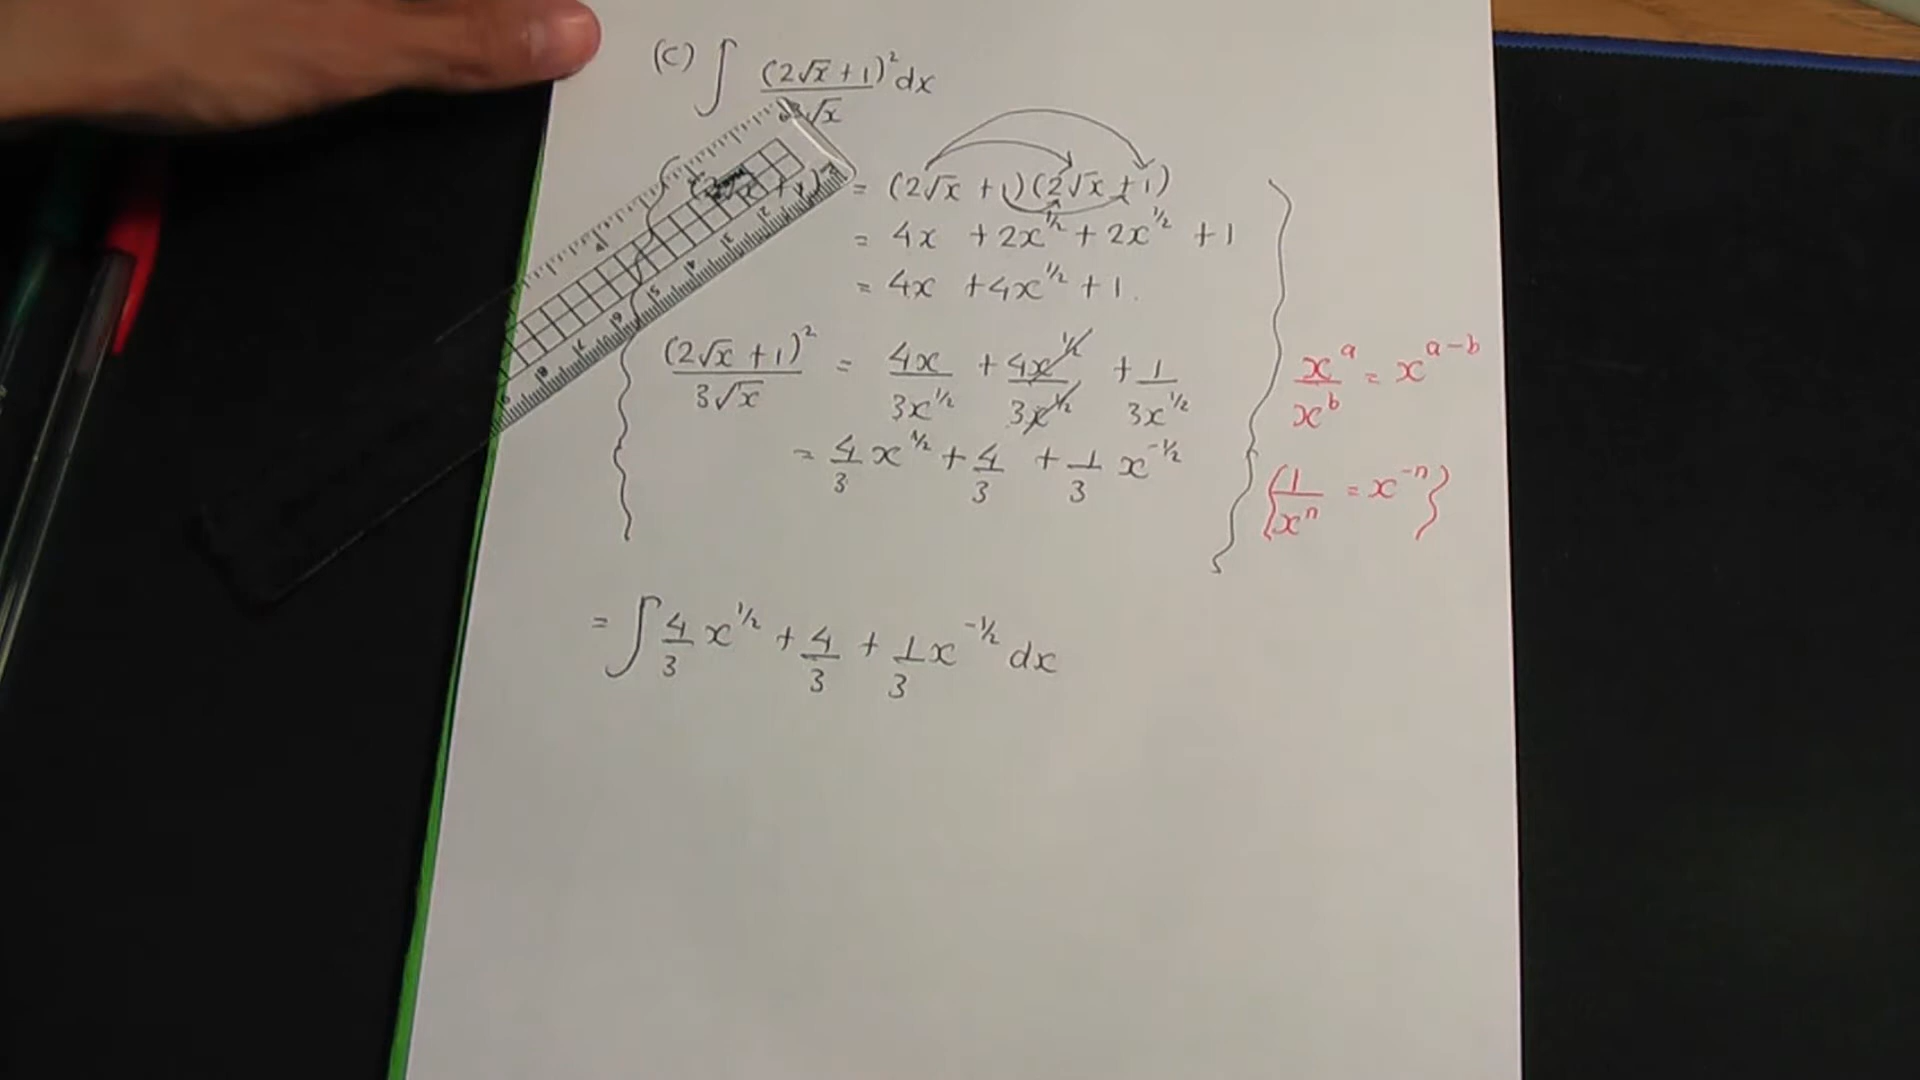 (c) ∫ (2√x + 1)² / 3√x dx
(2√x + 1)² = (2√x + 1)(2√x + 1)
= 4x + 2x^½ + 2x^½ + 1
= 4x + 4x^½ + 1.
(2√x + 1)² / 3√x = 4x / 3x^½ + 4x^½ / 3x^½ + 1 / 3x^½
= 4/3 x^½ + 4/3 + 1/3 x^-½
x^a / x^b = x^a-b
{1 / x^n = x^-n}
= ∫ 4/3 x^½ + 4/3 + 1/3 x^-½ dx